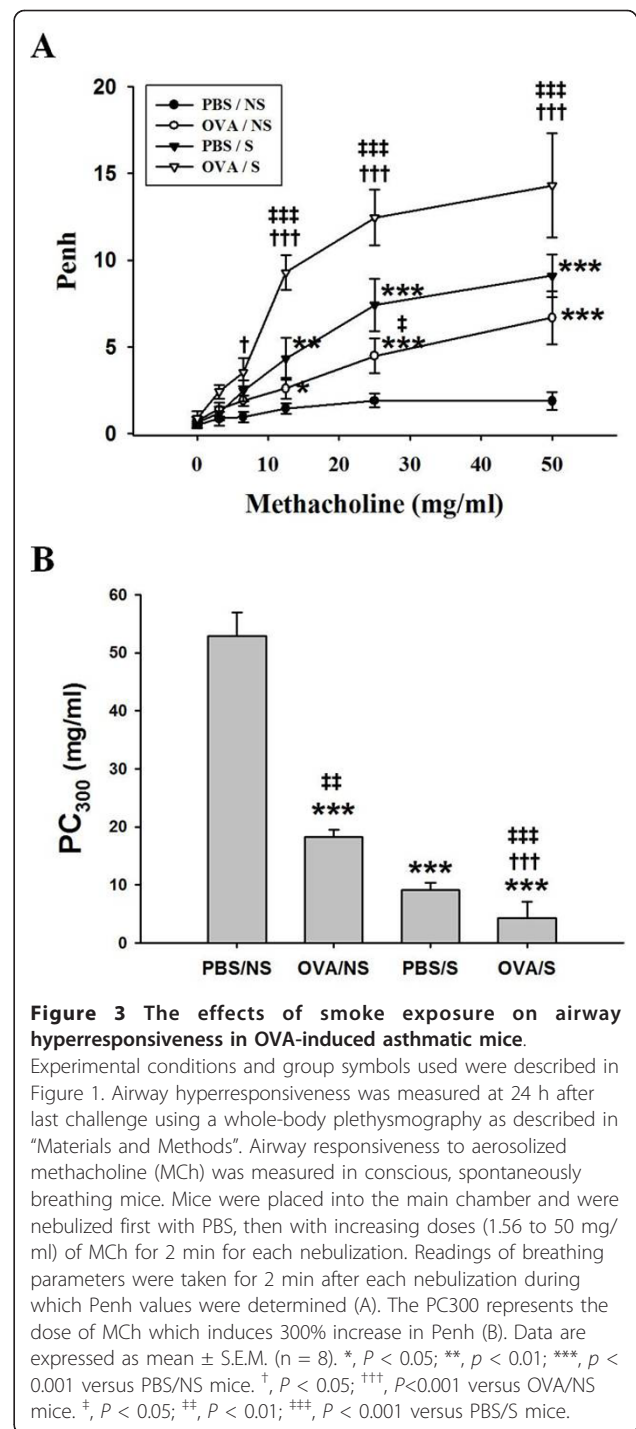 A
20
15
10
5
0
Penh
PBS / NS
OVA / NS
PBS / S
OVA / S
†
‡‡‡
†††
‡‡‡
†††
‡‡‡
†††
**
*
***
‡
***
***
***
0 10 20 30 40 50
Methacholine (mg/ml)
B
60
50
40
30
20
10
0
PC300 (mg/ml)
‡‡
***
***
‡‡‡
†††
***
PBS/NS OVA/NS PBS/S OVA/S
Figure 3 The effects of smoke exposure on airway
hyperresponsiveness in OVA-induced asthmatic mice.
Experimental conditions and group symbols used were described in
Figure 1. Airway hyperresponsiveness was measured at 24 h after
last challenge using a whole-body plethysmography as described in
“Materials and Methods”. Airway responsiveness to aerosolized
methacholine (MCh) was measured in conscious, spontaneously
breathing mice. Mice were placed into the main chamber and were
nebulized first with PBS, then with increasing doses (1.56 to 50 mg/
ml) of MCh for 2 min for each nebulization. Readings of breathing
parameters were taken for 2 min after each nebulization during
which Penh values were determined (A). The PC300 represents the
dose of MCh which induces 300% increase in Penh (B). Data are
expressed as mean ± S.E.M. (n = 8). *, P < 0.05; **, p < 0.01; ***, p <
0.001 versus PBS/NS mice. †, P < 0.05; †††, P<0.001 versus OVA/NS
mice. ‡, P < 0.05; ‡‡, P < 0.01; ‡‡‡, P < 0.001 versus PBS/S mice.